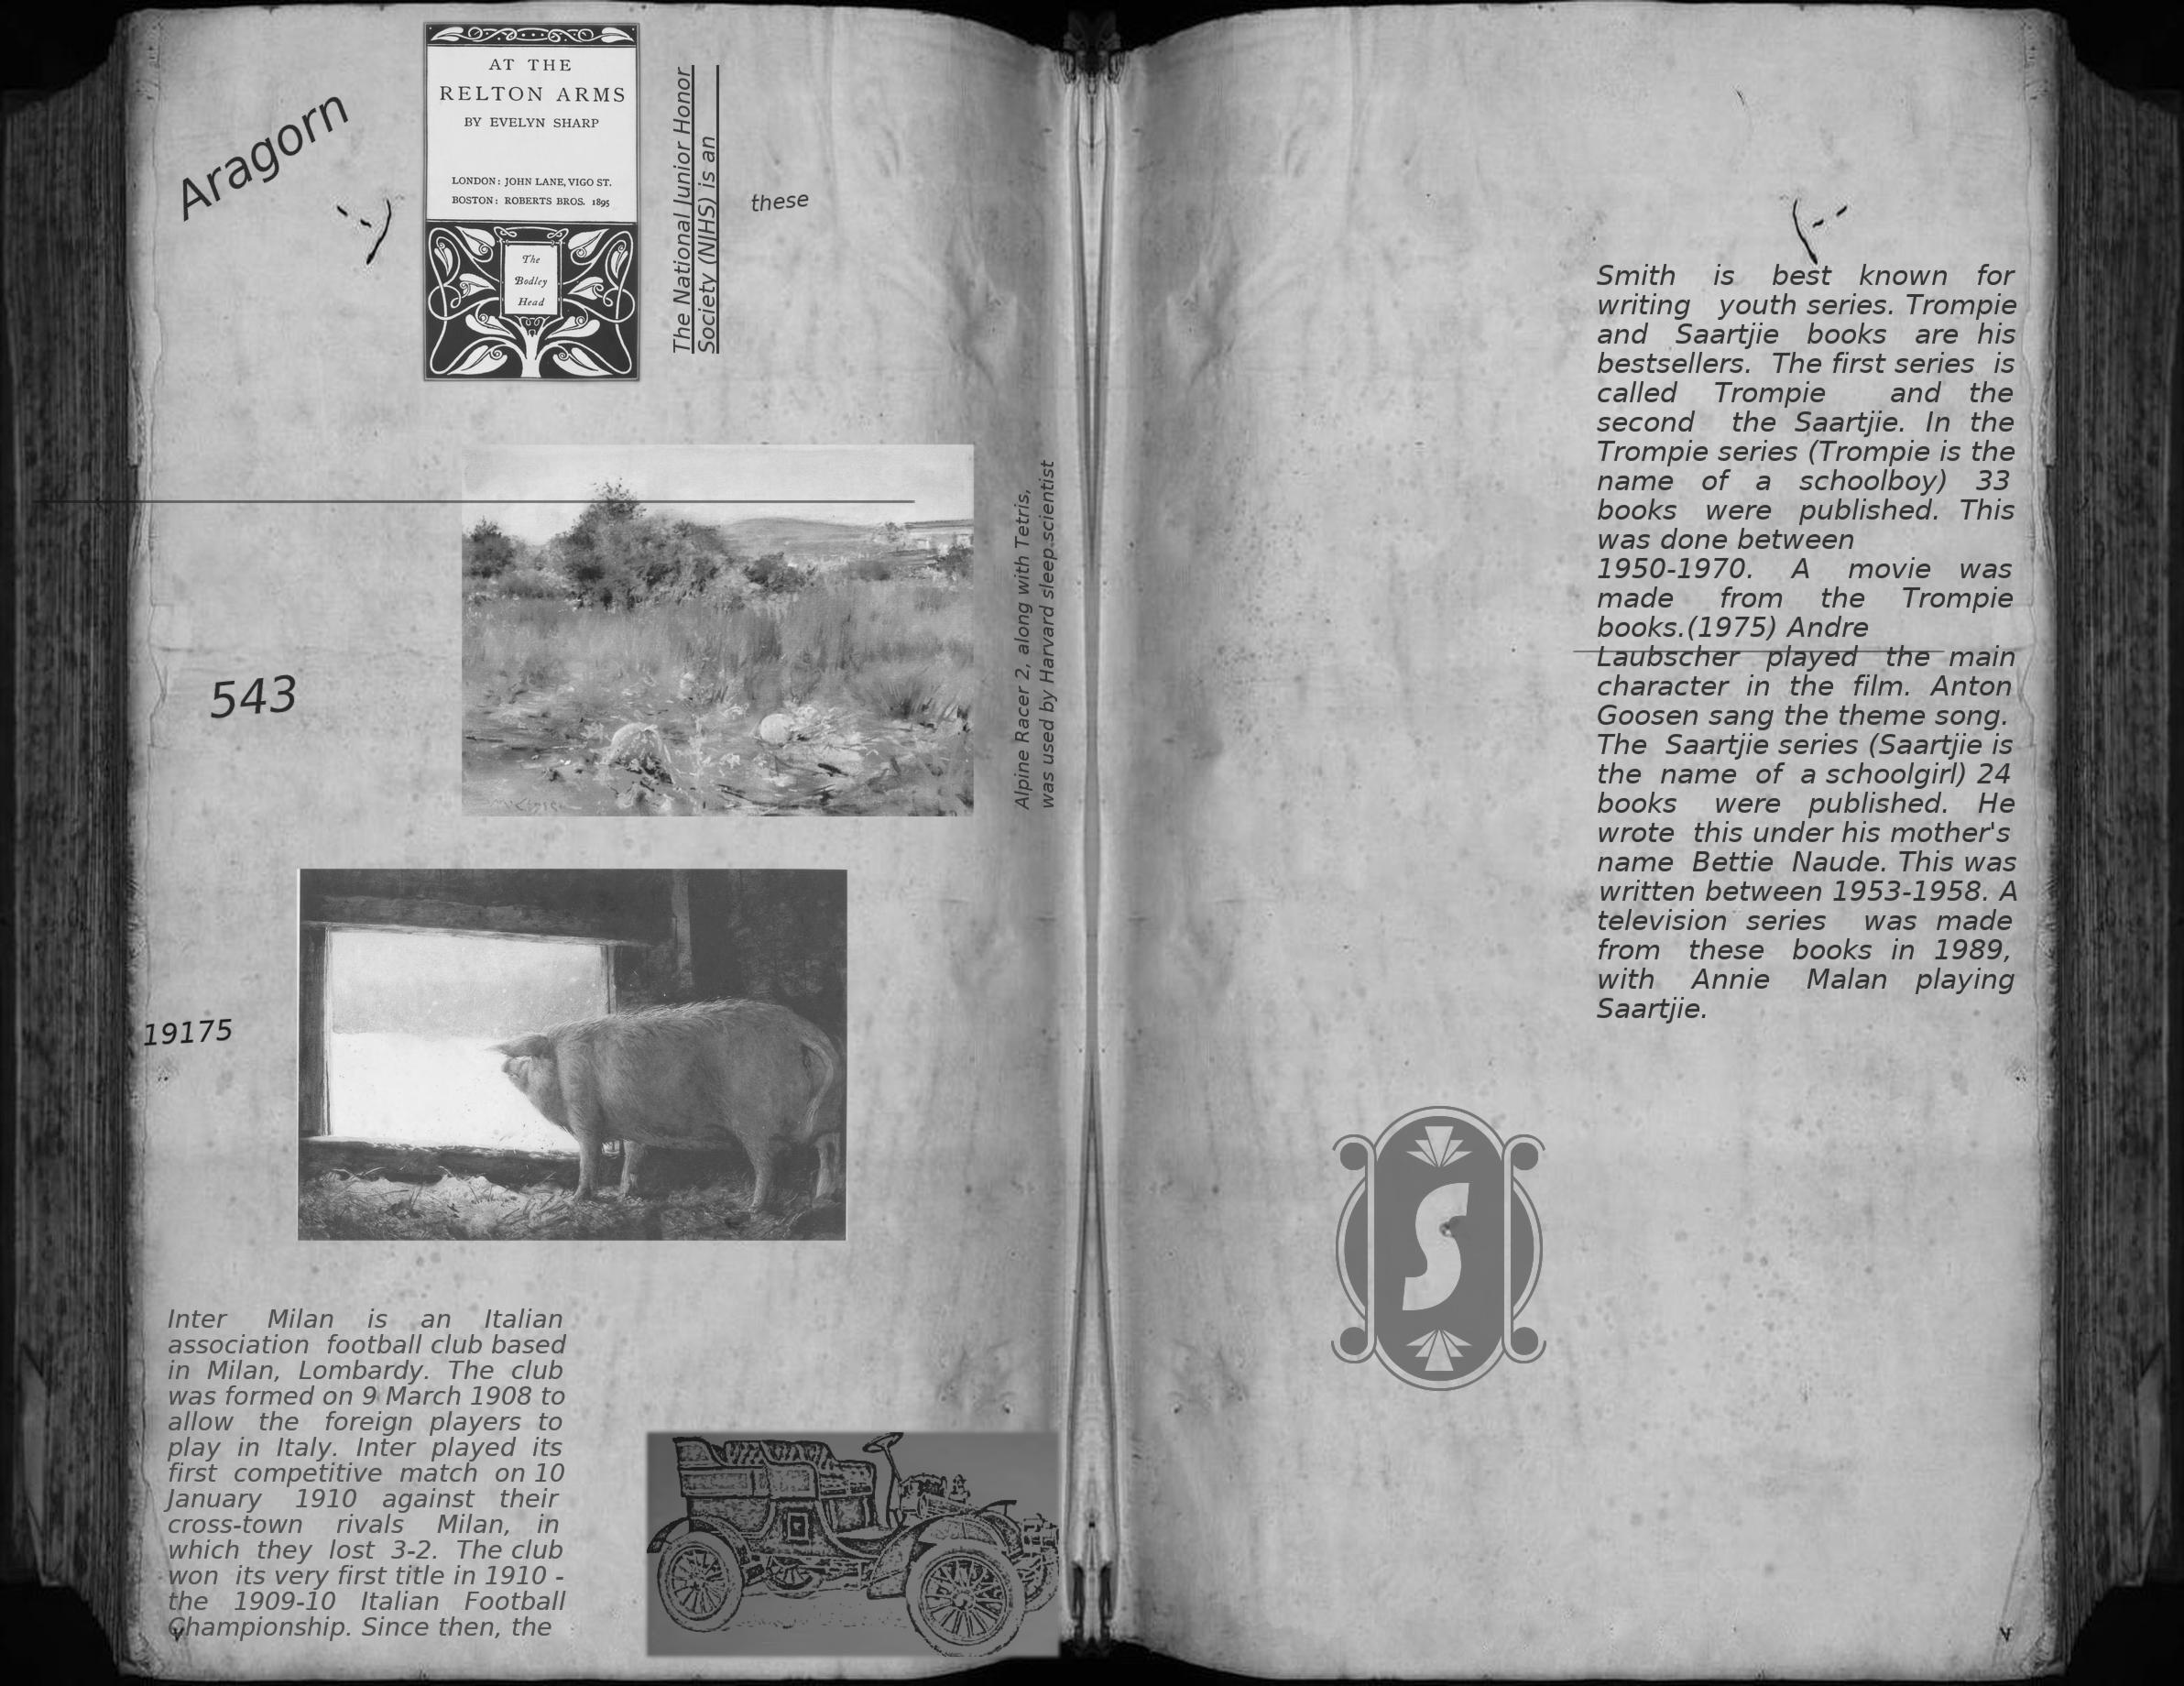 Aragorn
AT THE
RELTON ARMS
BY EVELYN SHARP
LONDON: JOHN LANE, VIGO ST.
BOSTON: ROBERTS BROS. 1895
The
Bodley
Head
The National Junior Honor
Society (NJHS) is an
these
Alpine Racer 2, along with Tetris,
was used by Harvard sleep scientist
543
19175
Inter Milan is an Italian
association football club based
in Milan, Lombardy. The club
was formed on 9 March 1908 to
allow the foreign players to
play in Italy. Inter played its
first competitive match on 10
January 1910 against their
cross-town rivals Milan, in
which they lost 3-2. The club
won its very first title in 1910 -
the 1909-10 Italian Football
Championship. Since then, the
Smith is best known for
writing youth series. Trompie
and Saartjie books are his
bestsellers. The first series is
called Trompie and the
second the Saartjie. In the
Trompie series (Trompie is the
name of a schoolboy) 33
books were published. This
was done between
1950-1970. A movie was
made from the Trompie
books.(1975) Andre
Laubscher played the main
character in the film. Anton
Goosen sang the theme song.
The Saartjie series (Saartjie is
the name of a schoolgirl) 24
books were published. He
wrote this under his mother's
name Bettie Naude. This was
written between 1953-1958. A
television series was made
from these books in 1989,
with Annie Malan playing
Saartjie.
S